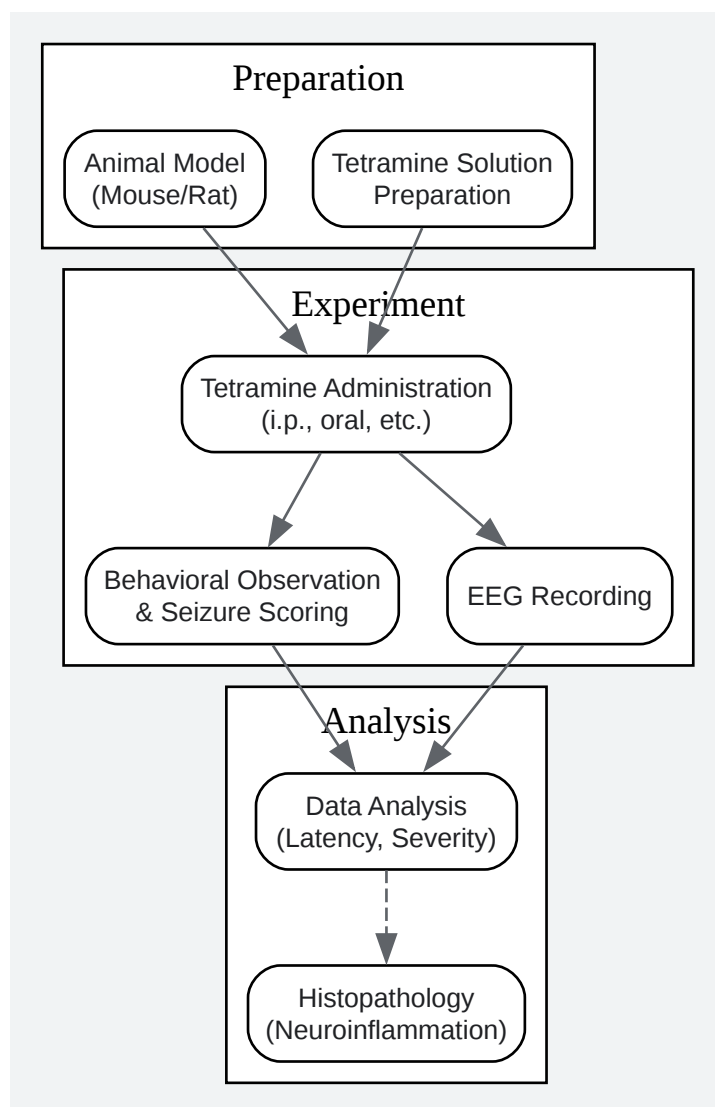 Preparation
Animal Model
(Mouse/Rat)
Tetramine Solution
Preparation
Experiment
Tetramine Administration
(i.p., oral, etc.)
Behavioral Observation
& Seizure Scoring
EEG Recording
Analysis
Data Analysis
(Latency, Severity)
Histopathology
(Neuroinflammation)